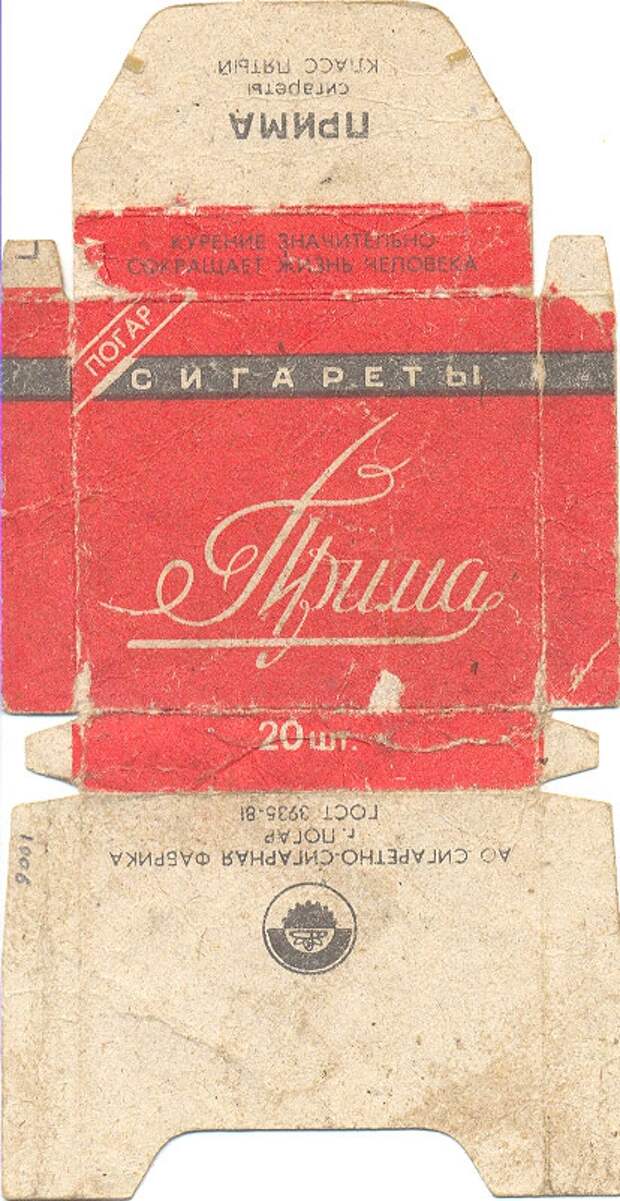 ПРИМА
сигареты
КЛАСС ПЯТЫЙ
КУРЕНИЕ ЗНАЧИТЕЛЬНО
СОКРАЩАЕТ ЖИЗНЬ ЧЕЛОВЕКА
ПОГАР
СИГАРЕТЫ
Прима
20 шт.
АО СИГАРЕТНО-СИГАРНАЯ ФАБРИКА
г. ПОГАР
ГОСТ 3935-81
1006